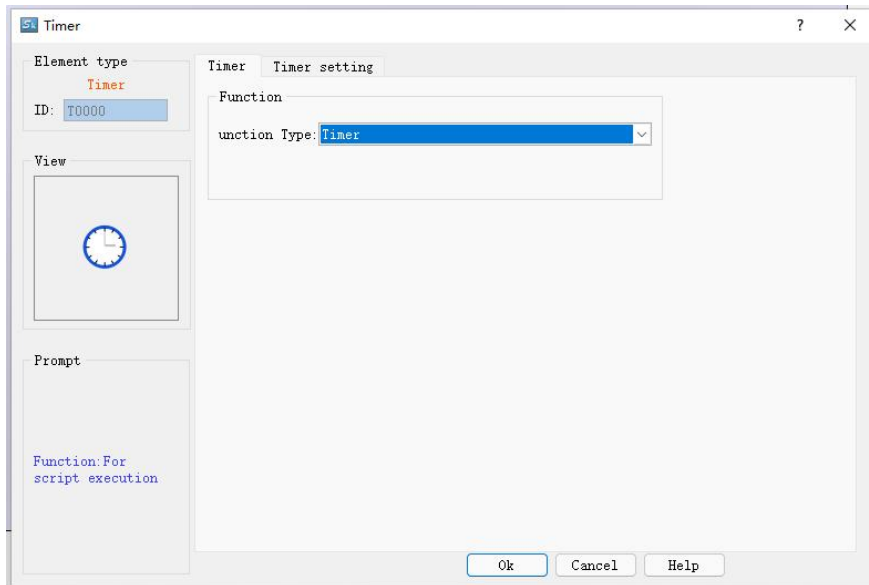 Timer
?
Element type
Timer
ID: T0000
View
Prompt
Function:For
script execution
Timer Timer setting
Function
unction Type: Timer
Ok Cancel Help